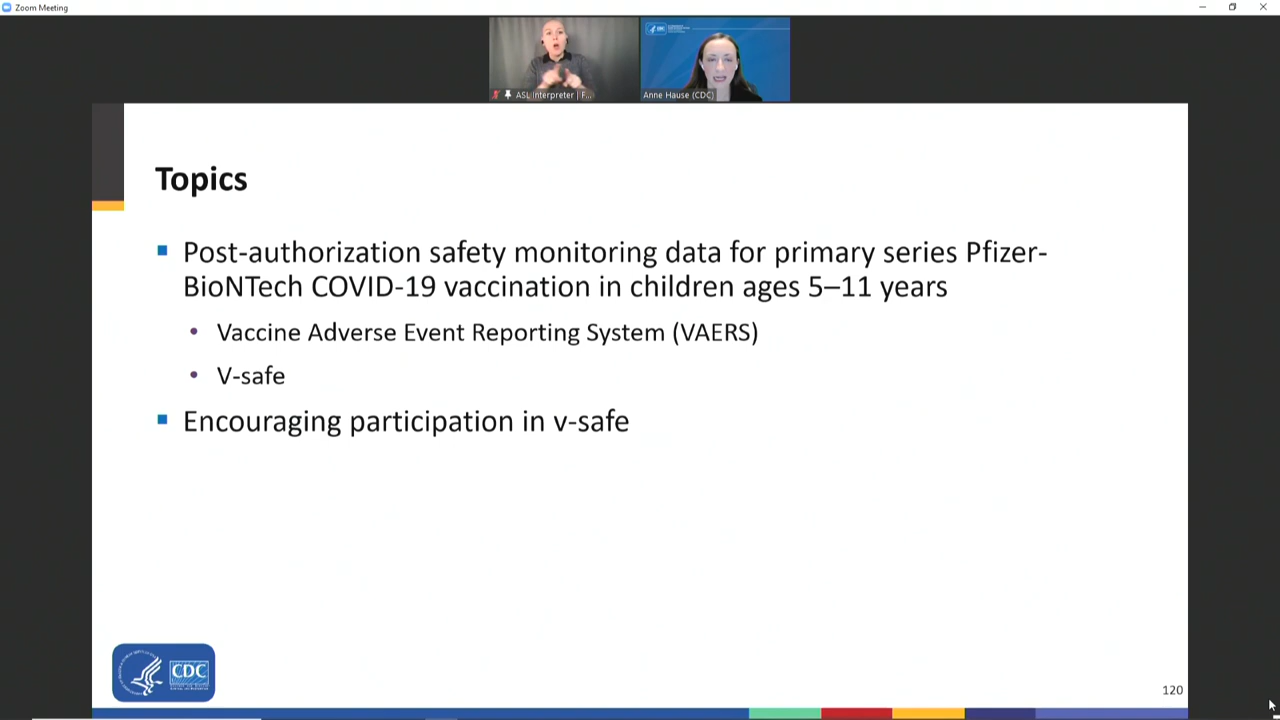 Zoom Meeting
ASL Interpreter | F...
Anne Hause (CDC)
Topics
Post-authorization safety monitoring data for primary series Pfizer-
BioNTech COVID-19 vaccination in children ages 5–11 years
Vaccine Adverse Event Reporting System (VAERS)
V-safe
Encouraging participation in v-safe
CDC
120